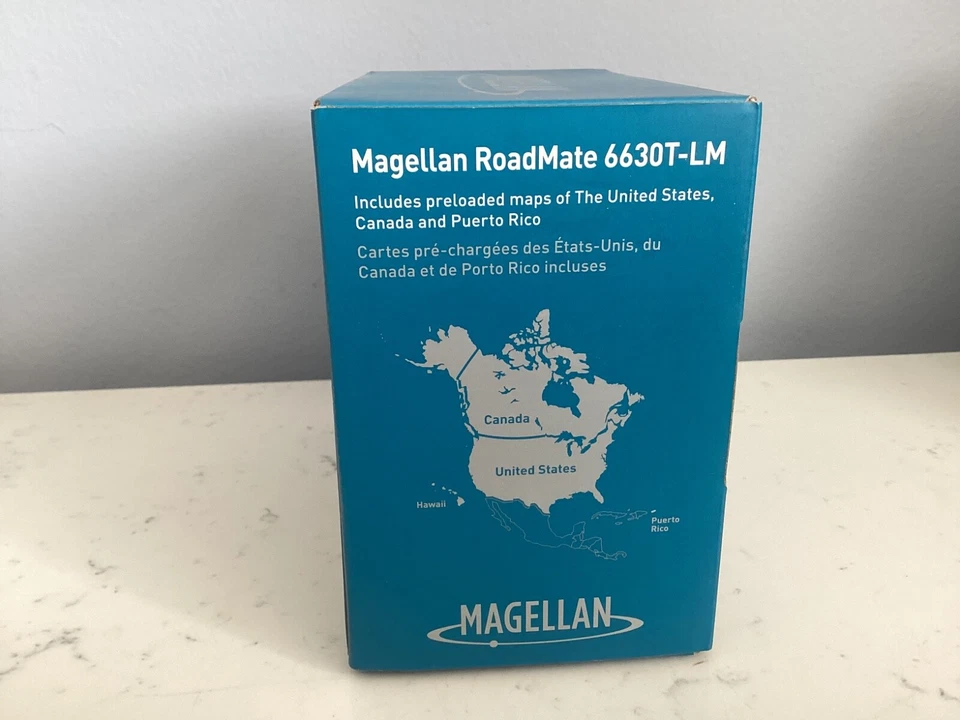 Magellan RoadMate 6630T-LM
Includes preloaded maps of The United States,
Canada and Puerto Rico
Cartes pré-chargées des États-Unis, du
Canada et de Porto Rico incluses
Canada
United States
Hawaii
Puerto
Rico
MAGELLAN